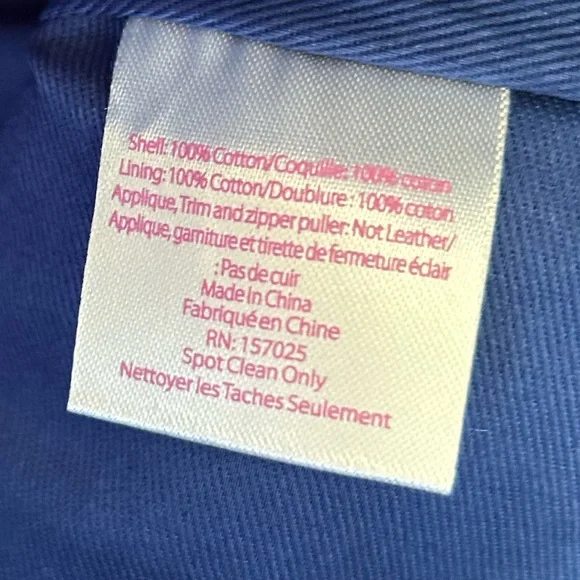 Shell: 100% Cotton/Coquille: 100% coton
Lining: 100% Cotton/Doublure : 100% coton
Applique, Trim and zipper puller: Not Leather/
Applique, garniture et tirette de fermeture éclair
: Pas de cuir
Made In China
Fabriqué en Chine
RN: 157025
Spot Clean Only
Nettoyer les Taches Seulement